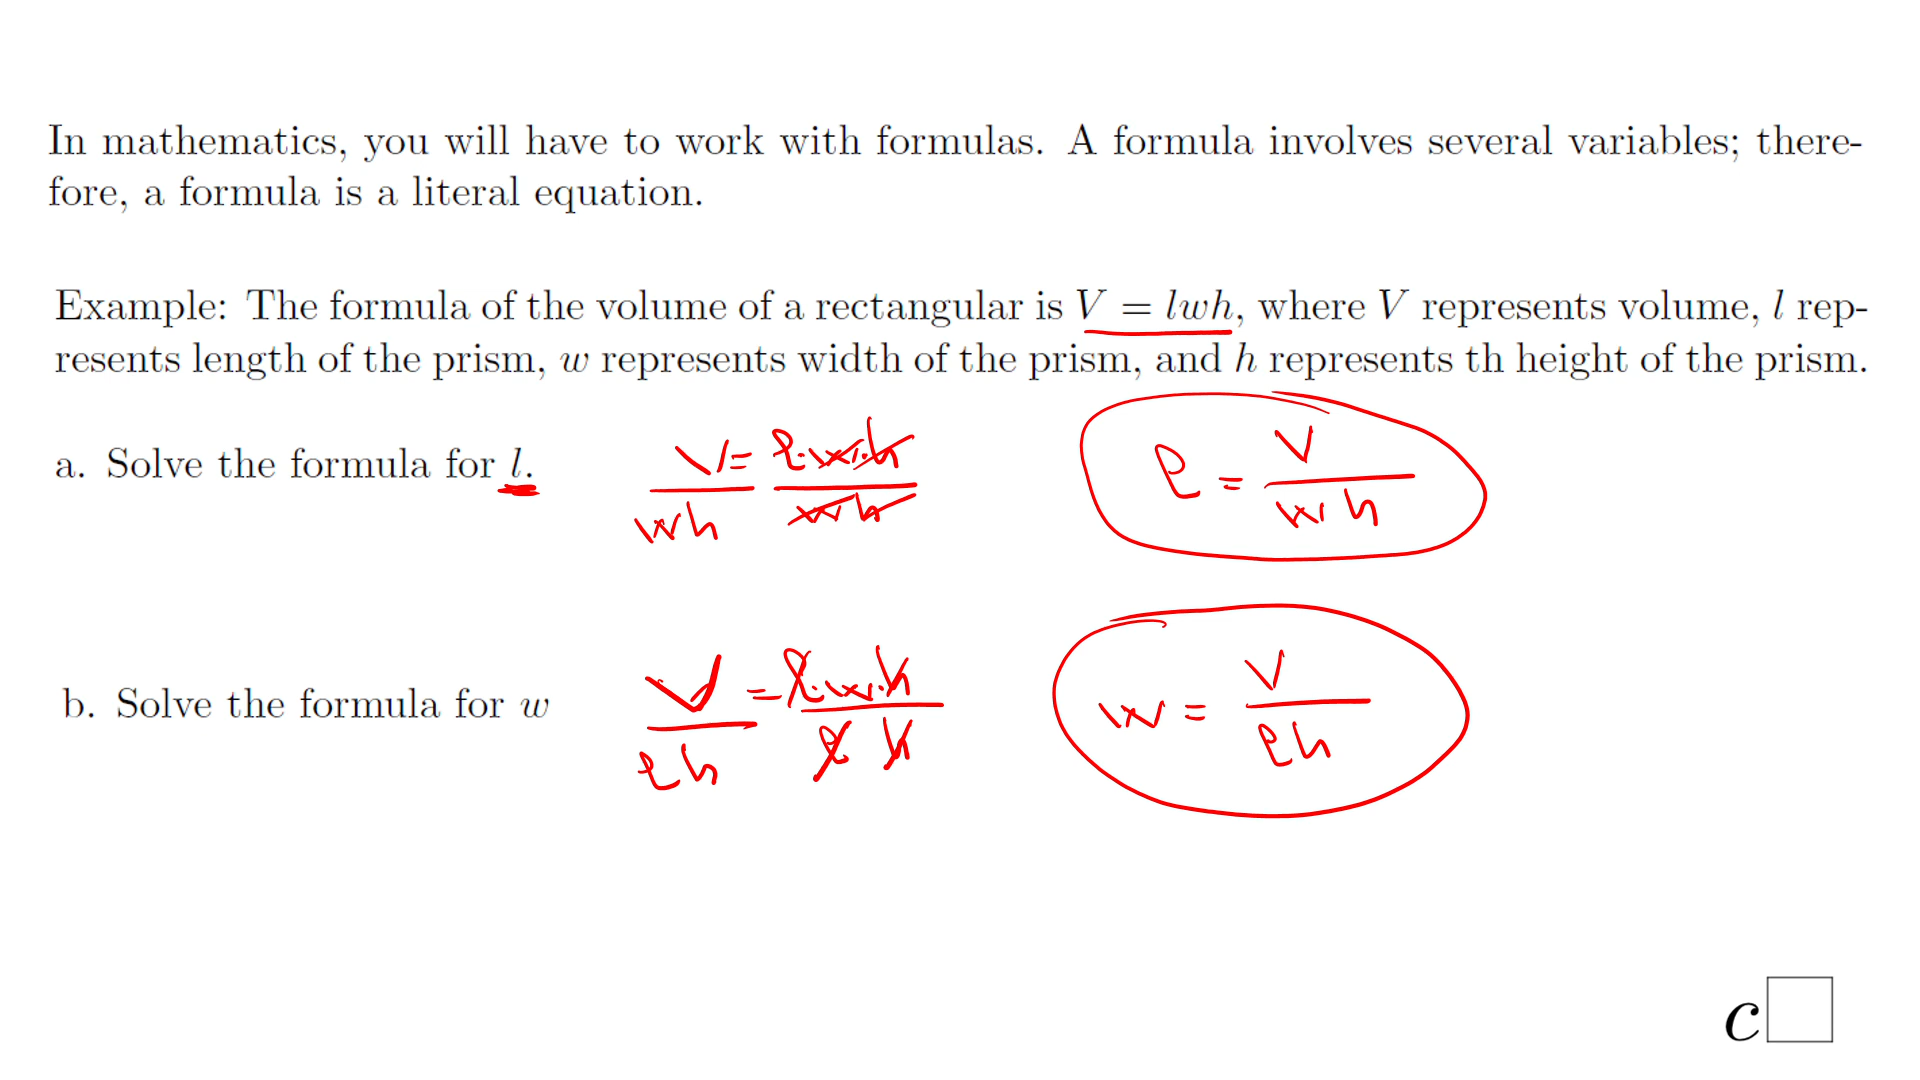 In mathematics, you will have to work with formulas. A formula involves several variables; there-
fore, a formula is a literal equation.
Example: The formula of the volume of a rectangular is V = lwh, where V represents volume, l rep-
resents length of the prism, w represents width of the prism, and h represents th height of the prism.
a. Solve the formula for l.
V = l·w·h
wh wh
l = V
wh
b. Solve the formula for w
V = l·w·h
lh l h
w = V
lh
c